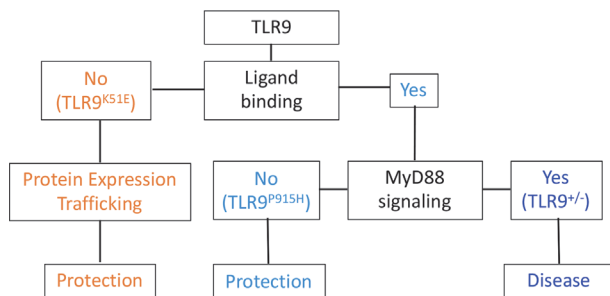 TLR9
No
(TLR9K51E)
Ligand
binding
Yes
Protein Expression
Trafficking
No
(TLR9P915H)
MyD88
signaling
Yes
(TLR9+/-)
Protection
Protection
Disease